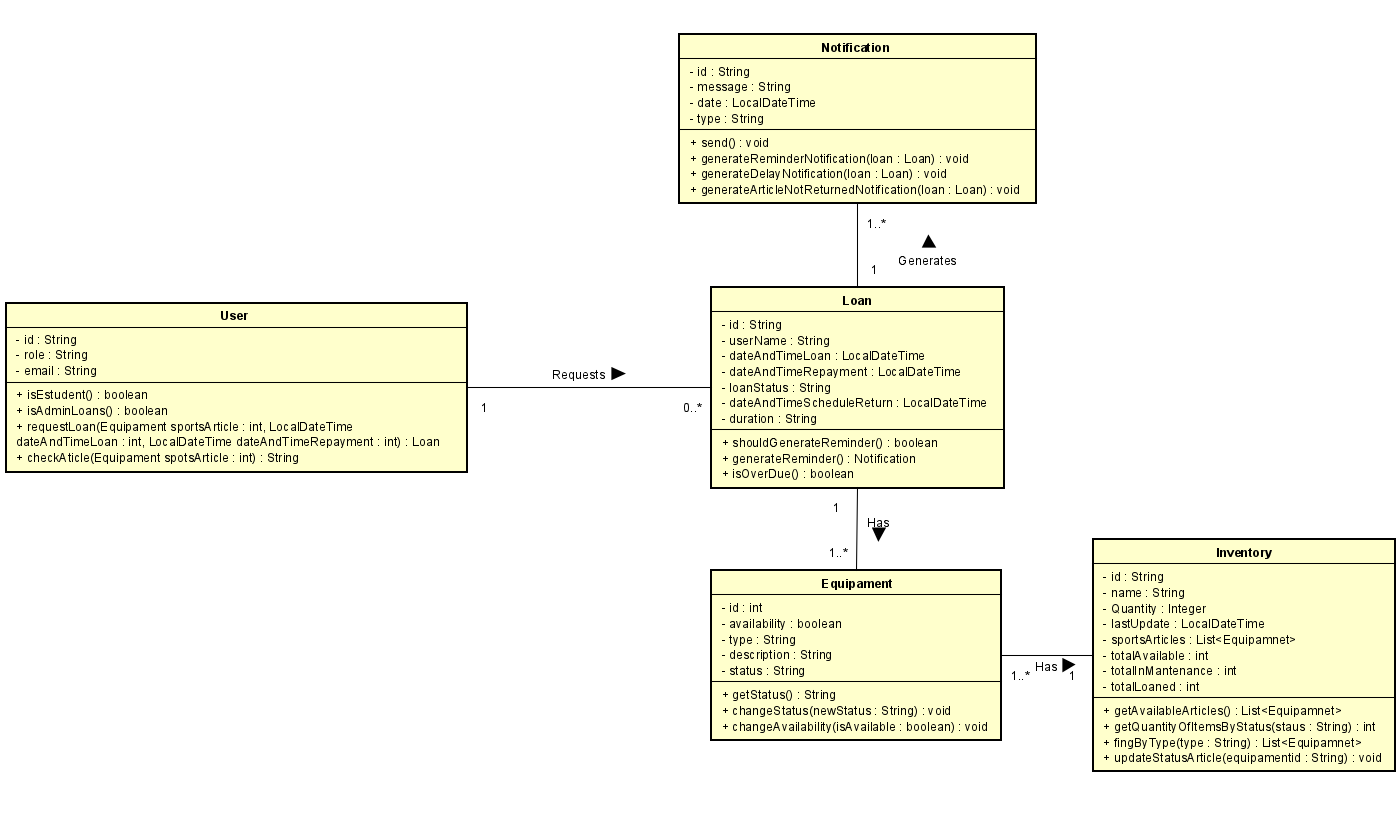 Notification
- id : String
- message : String
- date : LocalDateTime
- type : String
+ send() : void
+ generateReminderNotification(loan : Loan) : void
+ generateDelayNotification(loan : Loan) : void
+ generateArticleNotReturnedNotification(loan : Loan) : void
1..*
Generates
1
User
- id : String
- role : String
- email : String
+ isEstudent() : boolean
+ isAdminLoans() : boolean
+ requestLoan(Equipament sportsArticle : int, LocalDateTime
dateAndTimeLoan : int, LocalDateTime dateAndTimeRepayment : int) : Loan
+ checkAticle(Equipament spotsArticle : int) : String
Requests
1
0..*
Loan
- id : String
- userName : String
- dateAndTimeLoan : LocalDateTime
- dateAndTimeRepayment : LocalDateTime
- loanStatus : String
- dateAndTimeScheduleReturn : LocalDateTime
- duration : String
+ shouldGenerateReminder() : boolean
+ generateReminder() : Notification
+ isOverDue() : boolean
1
Has
1..*
Equipament
- id : int
- availability : boolean
- type : String
- description : String
- status : String
+ getStatus() : String
+ changeStatus(newStatus : String) : void
+ changeAvailability(isAvailable : boolean) : void
1..*
Has
1
Inventory
- id : String
- name : String
- Quantity : Integer
- lastUpdate : LocalDateTime
- sportsArticles : List<Equipamnet>
- totalAvailable : int
- totalInMantenance : int
- totalLoaned : int
+ getAvailableArticles() : List<Equipamnet>
+ getQuantityOfItemsByStatus(staus : String) : int
+ fingByType(type : String) : List<Equipamnet>
+ updateStatusArticle(equipamentid : String) : void